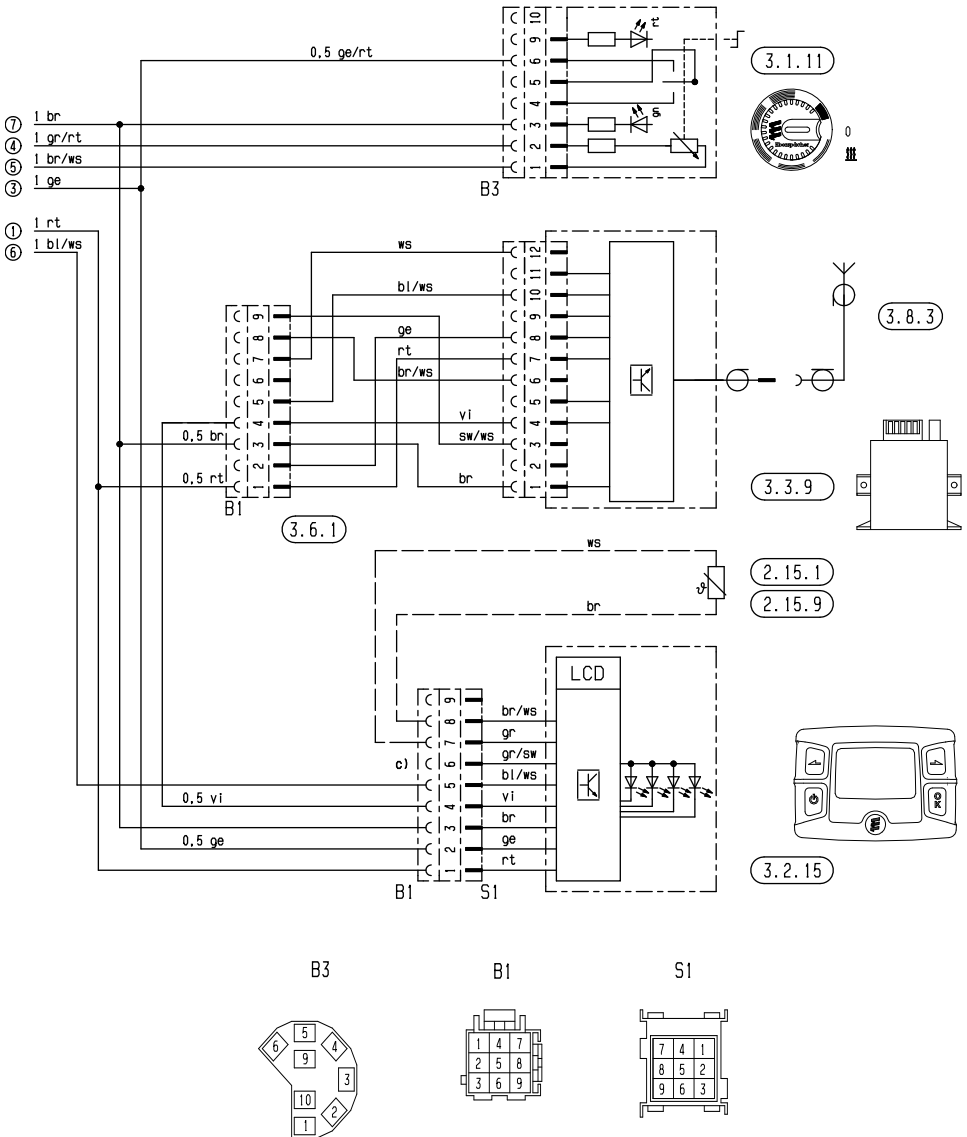 10
9
6
5
4
3
2
1
rt
gr
B3
0,5 ge/rt
3.1.11
Eberspächer
0
⑦ 1 br
④ 1 gr/rt
⑤ 1 br/ws
③ 1 ge
① 1 rt
⑥ 1 bl/ws
ws
bl/ws
ge
rt
br/ws
vi
sw/ws
br
12
11
10
9
8
7
6
5
4
3
2
1
9
8
7
6
5
4
3
2
1
0,5 br
0,5 rt
B1
3.6.1
3.8.3
3.3.9
ws
br
2.15.1
2.15.9
LCD
9
8
7
6
5
4
3
2
1
c)
br/ws
gr
gr/sw
bl/ws
vi
br
ge
rt
0,5 vi
0,5 ge
B1
S1
OK
3.2.15
B3
B1
S1
5
6
4
9
3
10
2
1
1 4 7
2 5 8
3 6 9
7 4 1
8 5 2
9 6 3